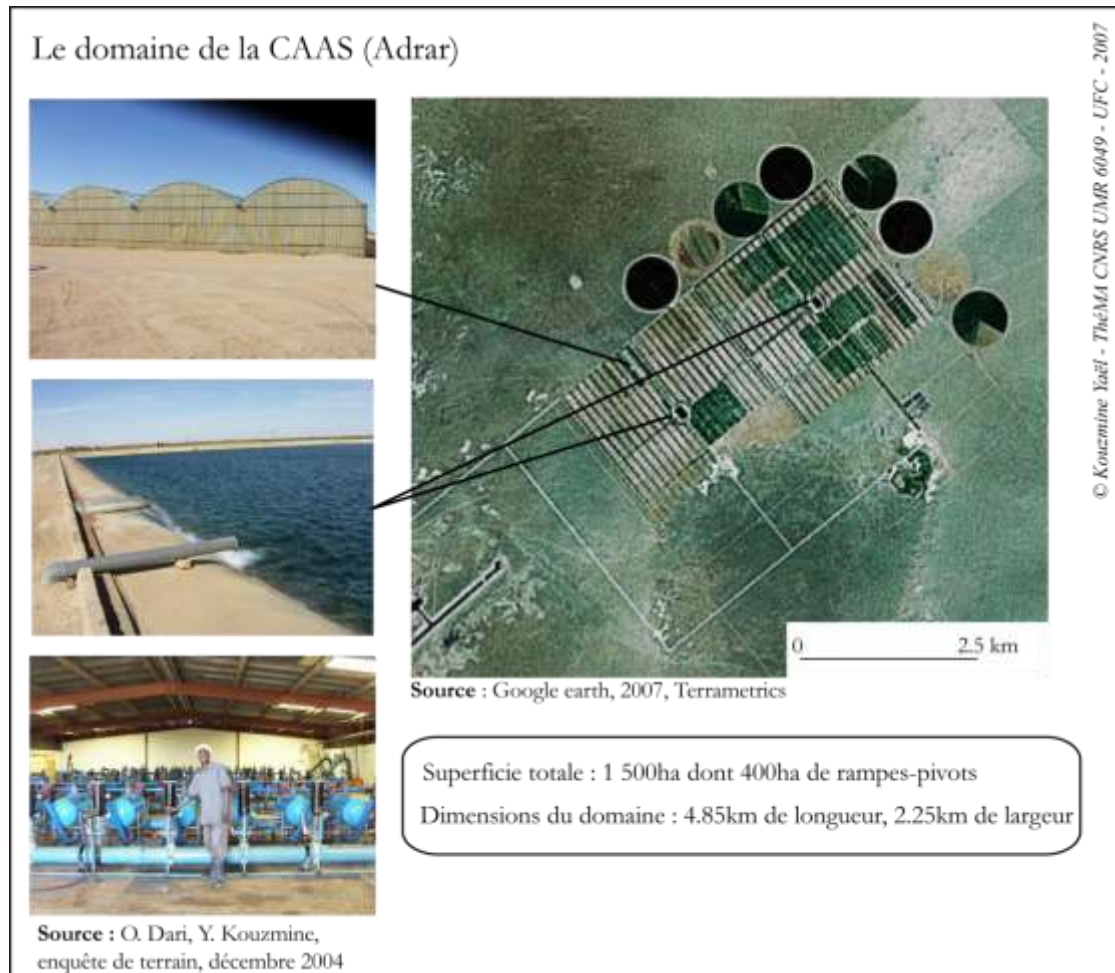 Le domaine de la CAAS (Adrar)
© Kouzmine Yaël - ThéMA CNRS UMR 6049 - UFC - 2007
0 2.5 km
Source : Google earth, 2007, Terrametrics
Superficie totale : 1 500ha dont 400ha de rampes-pivots
Dimensions du domaine : 4.85km de longueur, 2.25km de largeur
Source : O. Dari, Y. Kouzmine,
enquête de terrain, décembre 2004